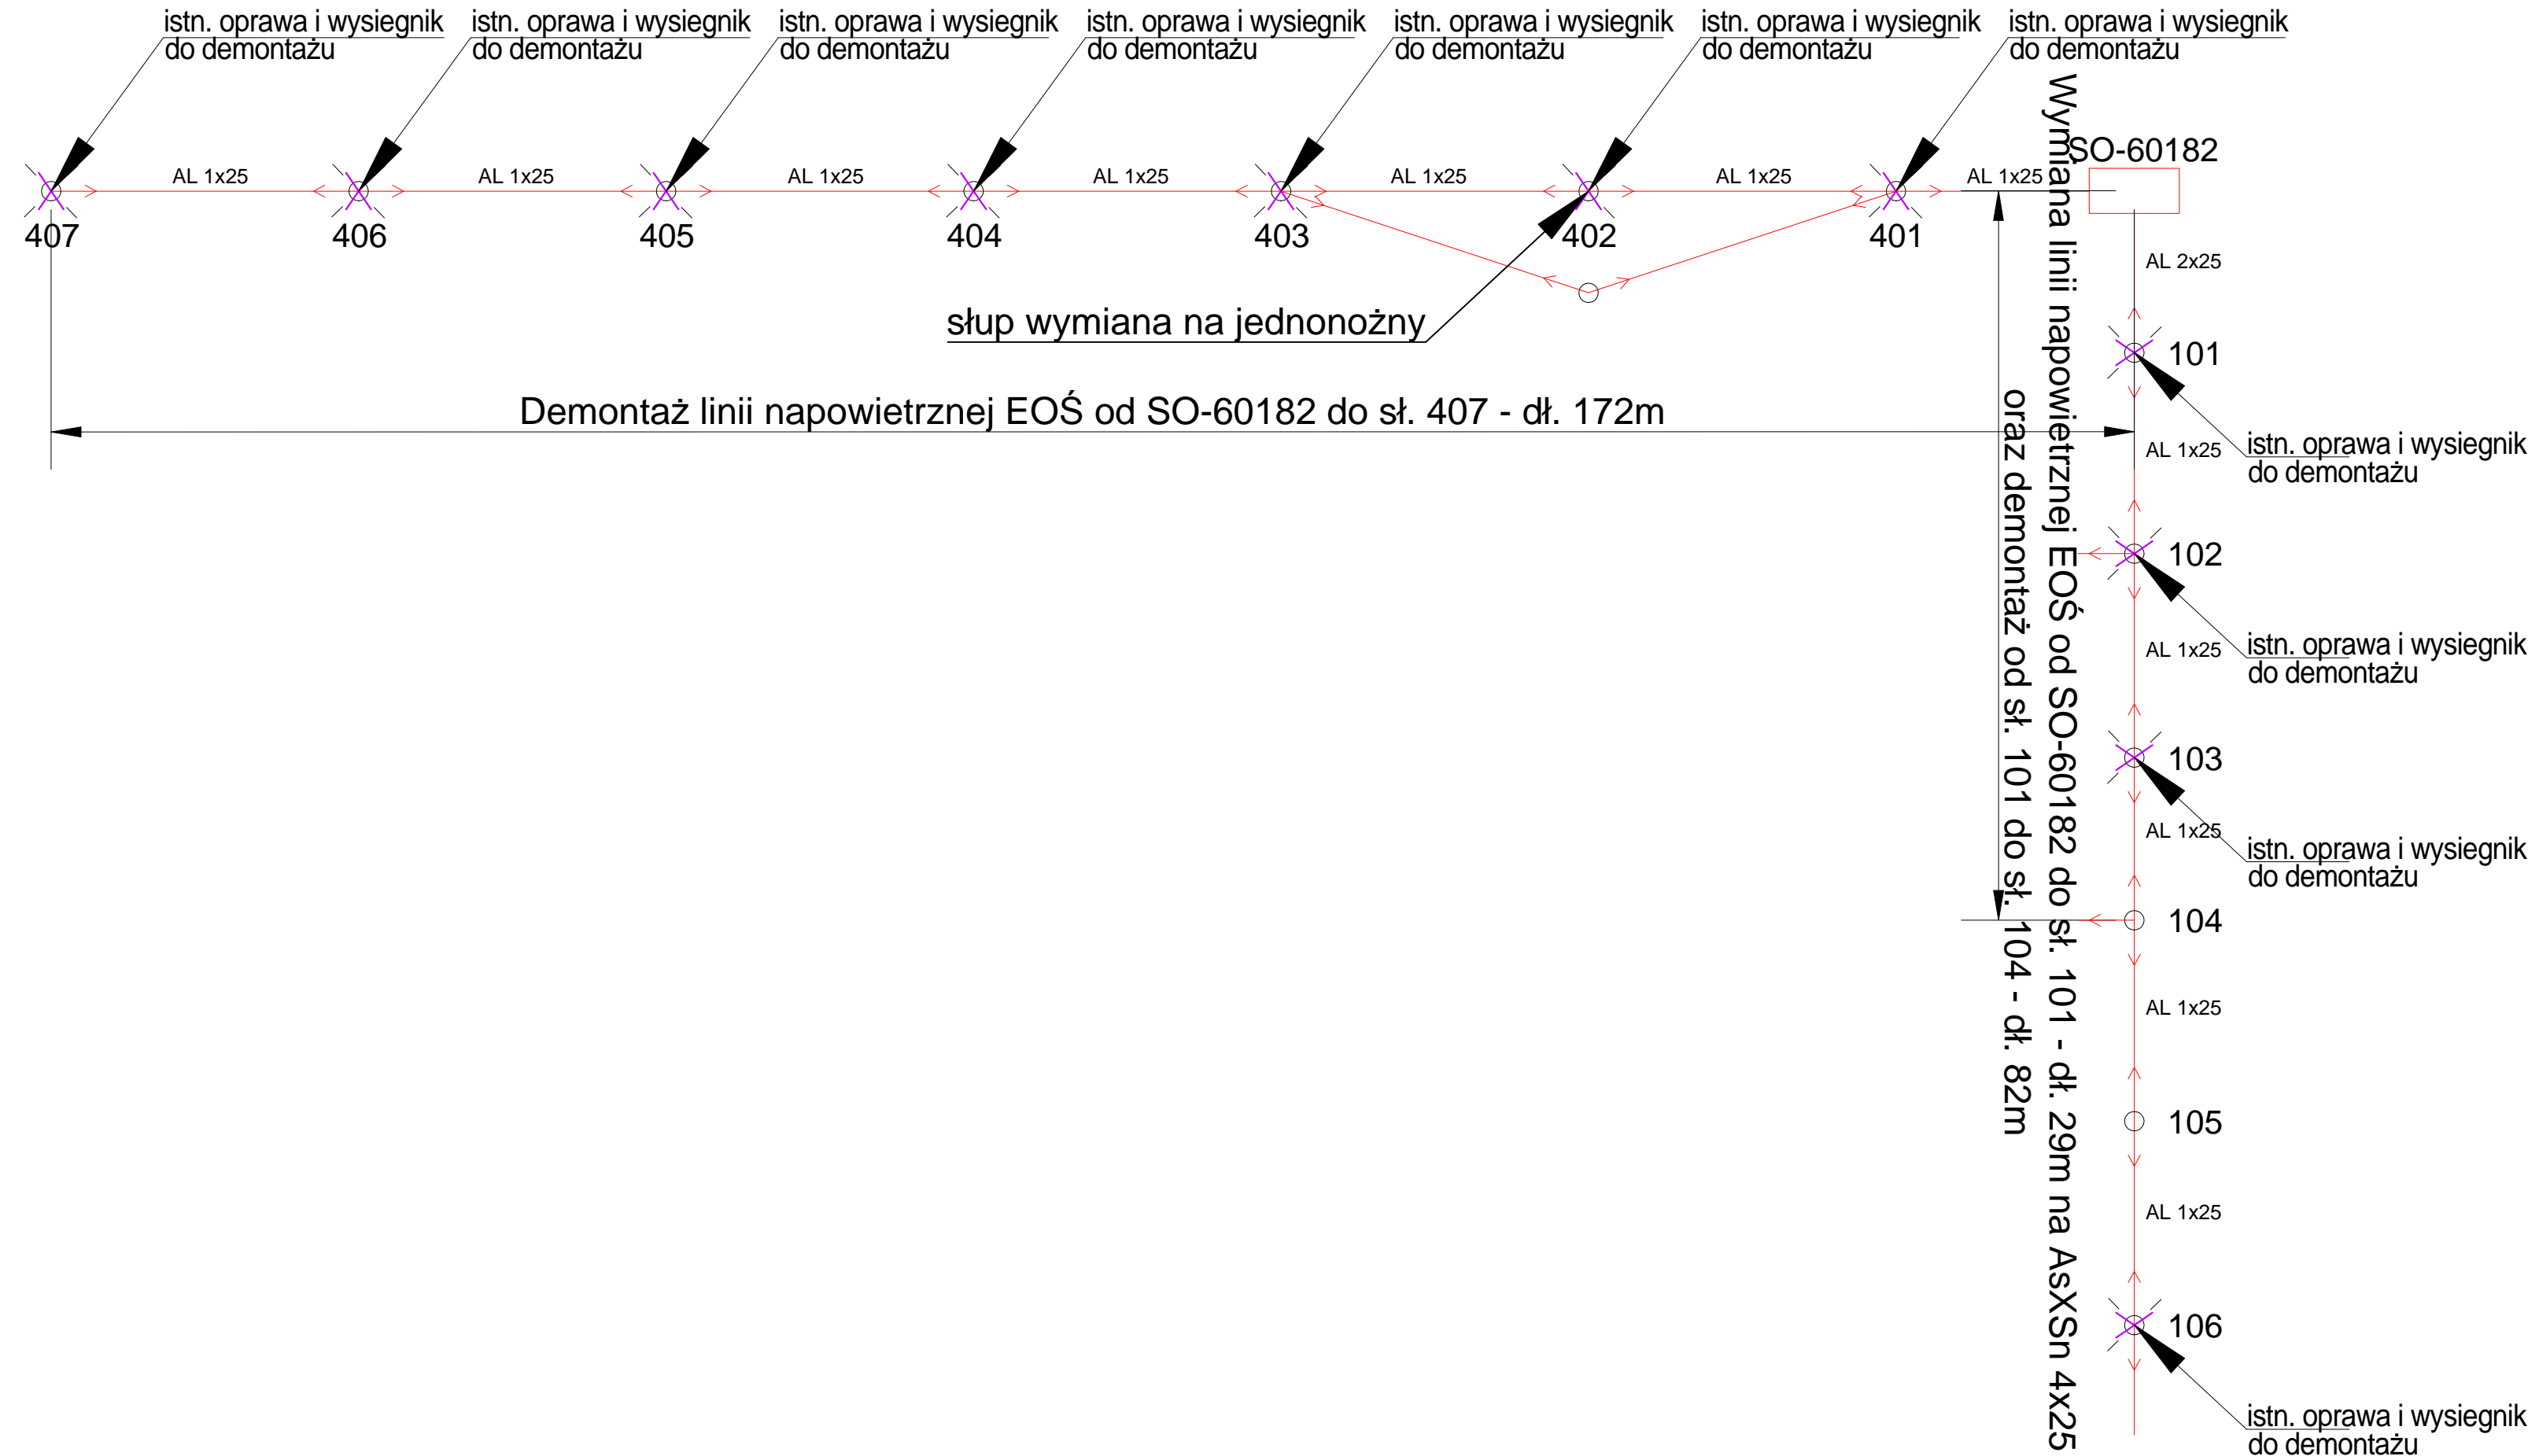 istn. oprawa i wysiegnik
do demontażu
istn. oprawa i wysiegnik
do demontażu
istn. oprawa i wysiegnik
do demontażu
istn. oprawa i wysiegnik
do demontażu
istn. oprawa i wysiegnik
do demontażu
istn. oprawa i wysiegnik
do demontażu
istn. oprawa i wysiegnik
do demontażu
SO-60182
AL 1x25
AL 1x25
AL 1x25
AL 1x25
AL 1x25
AL 1x25
AL 1x25
407
406
405
404
403
402
401
słup wymiana na jednonożny
Demontaż linii napowietrznej EOŚ od SO-60182 do sł. 407 - dł. 172m
Wymiana linii napowietrznej EOŚ od SO-60182 do sł. 101 - dł. 29m na AsXSn 4x25
oraz demontaż od sł. 101 do sł. 104 - dł. 82m
AL 2x25
101
AL 1x25
istn. oprawa i wysiegnik
do demontażu
102
AL 1x25
istn. oprawa i wysiegnik
do demontażu
103
AL 1x25
istn. oprawa i wysiegnik
do demontażu
104
AL 1x25
105
AL 1x25
106
istn. oprawa i wysiegnik
do demontażu